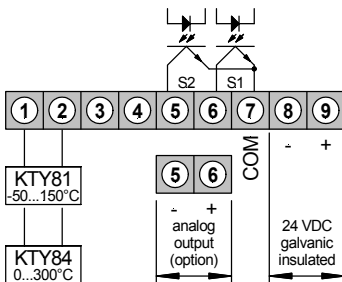 S2 S1
1 2 3 4 5 6 7 8 9
KTY81
-50...150°C
5 6
COM
- +
- +
analog
output
(option)
24 VDC
galvanic
insulated
KTY84
0...300°C